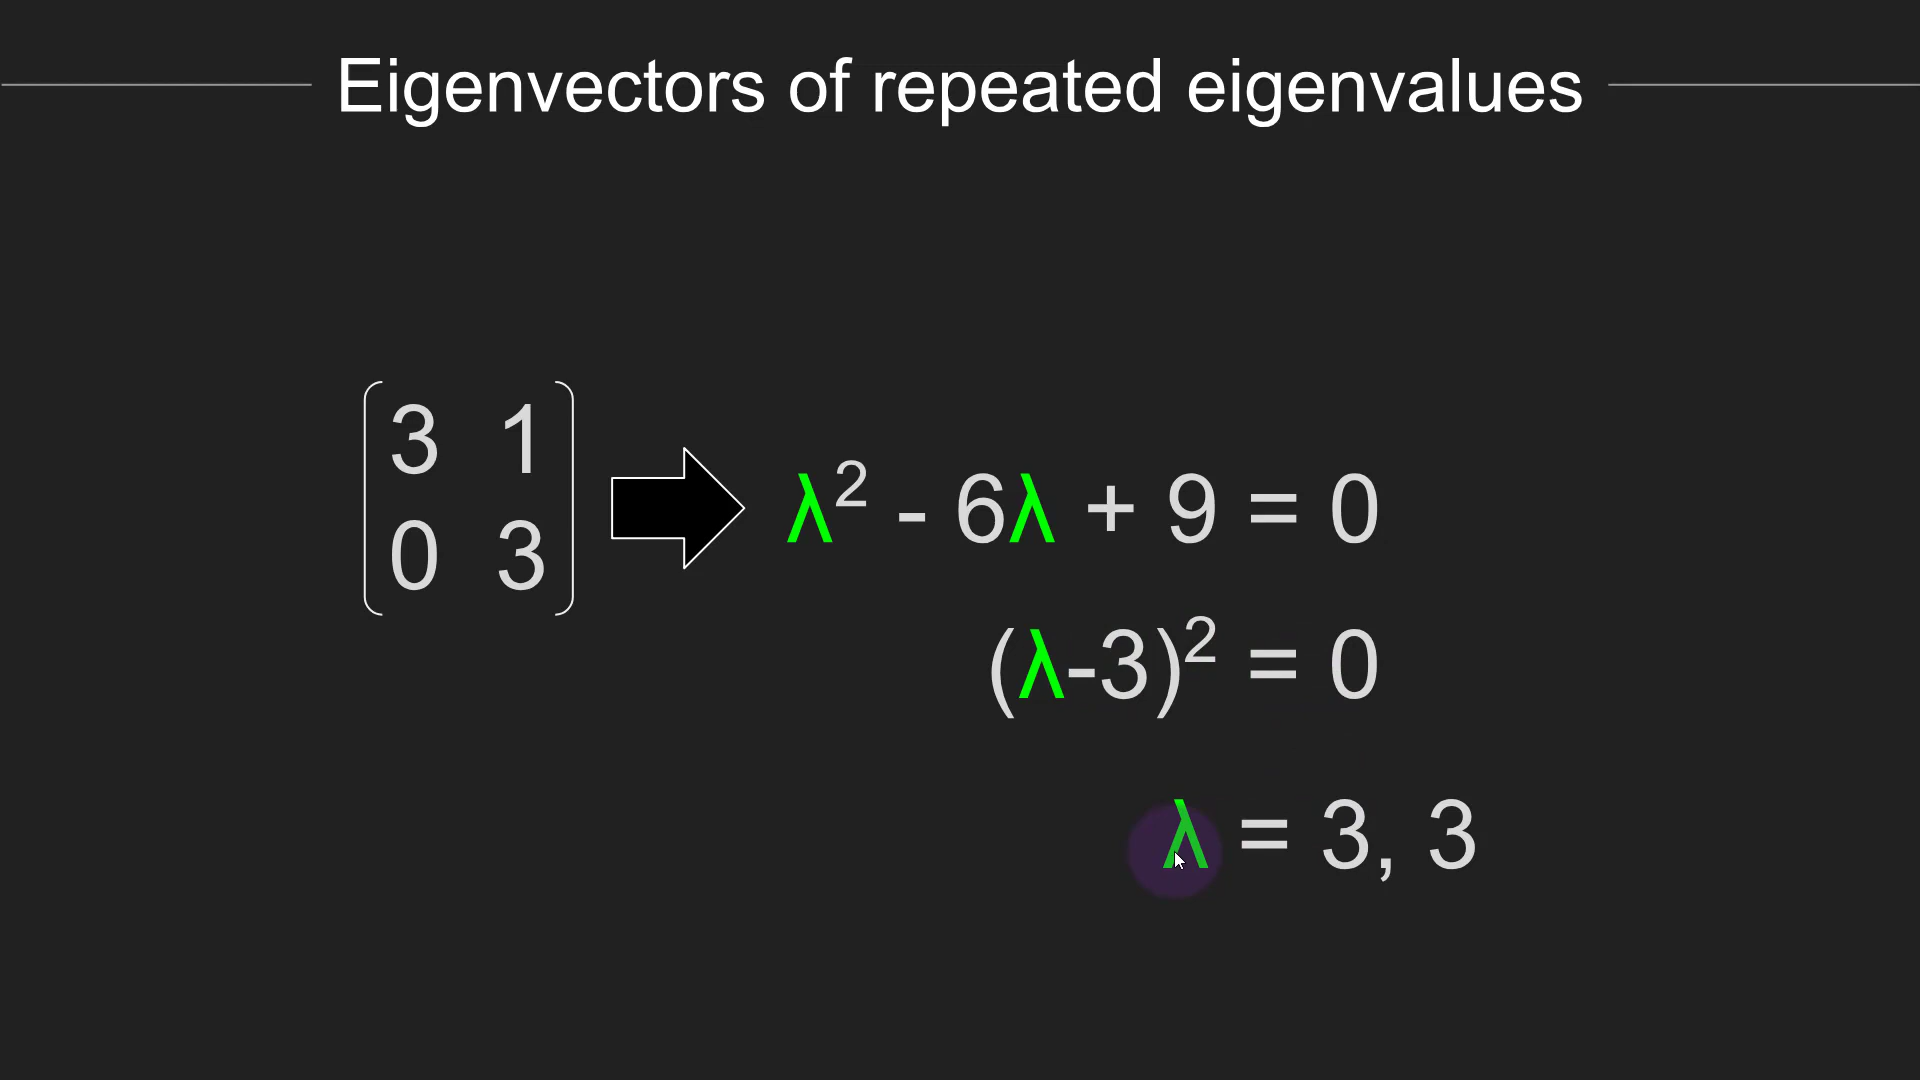 Eigenvectors of repeated eigenvalues
3 1
0 3
λ² - 6λ + 9 = 0
(λ-3)² = 0
λ = 3, 3